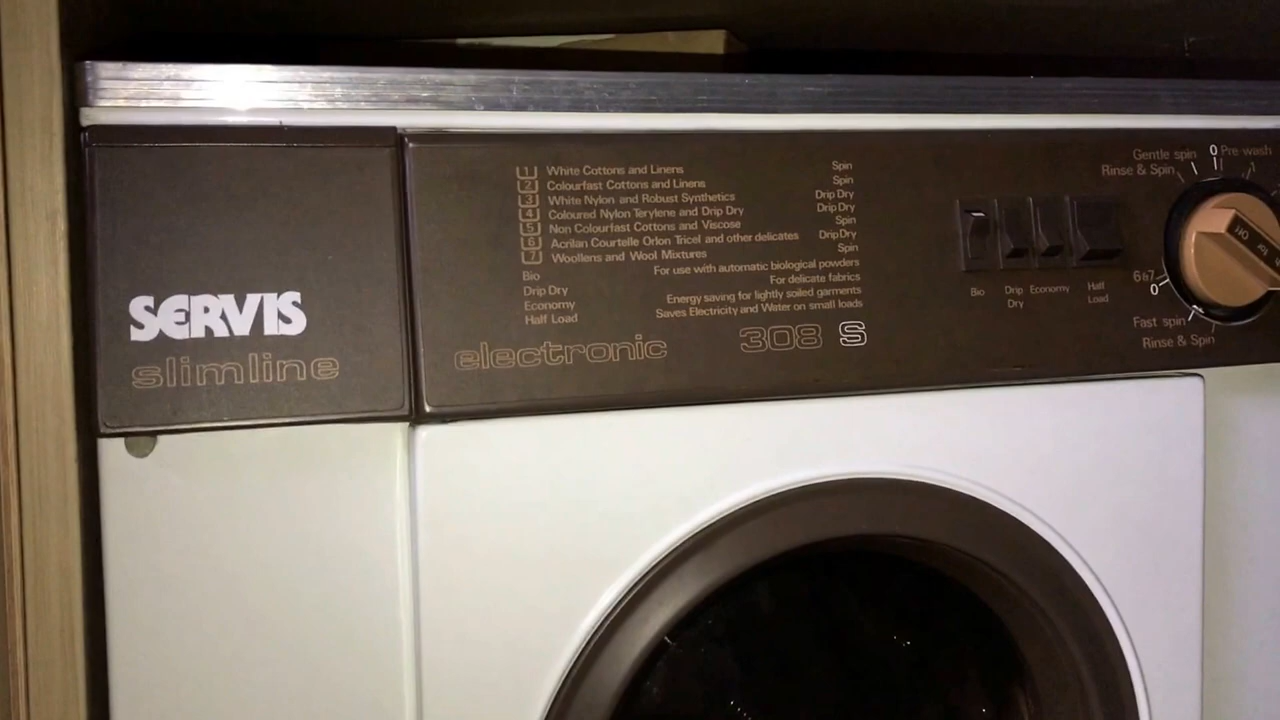 SERVIS
slimline
1 White Cottons and Linens Spin
2 Colourfast Cottons and Linens Spin
3 White Nylon and Robust Synthetics Drip Dry
4 Coloured Nylon Terylene and Drip Dry Drip Dry
5 Non Colourfast Cottons and Viscose Spin
6 Acrilan Courtelle Orlon Tricel and other delicates Drip Dry
7 Woollens and Wool Mixtures Spin
Bio For use with automatic biological powders
Drip Dry For delicate fabrics
Economy Energy saving for lightly soiled garments
Half Load Saves Electricity and Water on small loads
electronic 308 S
Bio
Drip Dry
Economy
Half Load
Gentle spin 0 Pre wash
Rinse & Spin 1
Off
for
6&7
0
Fast spin
Rinse & Spin